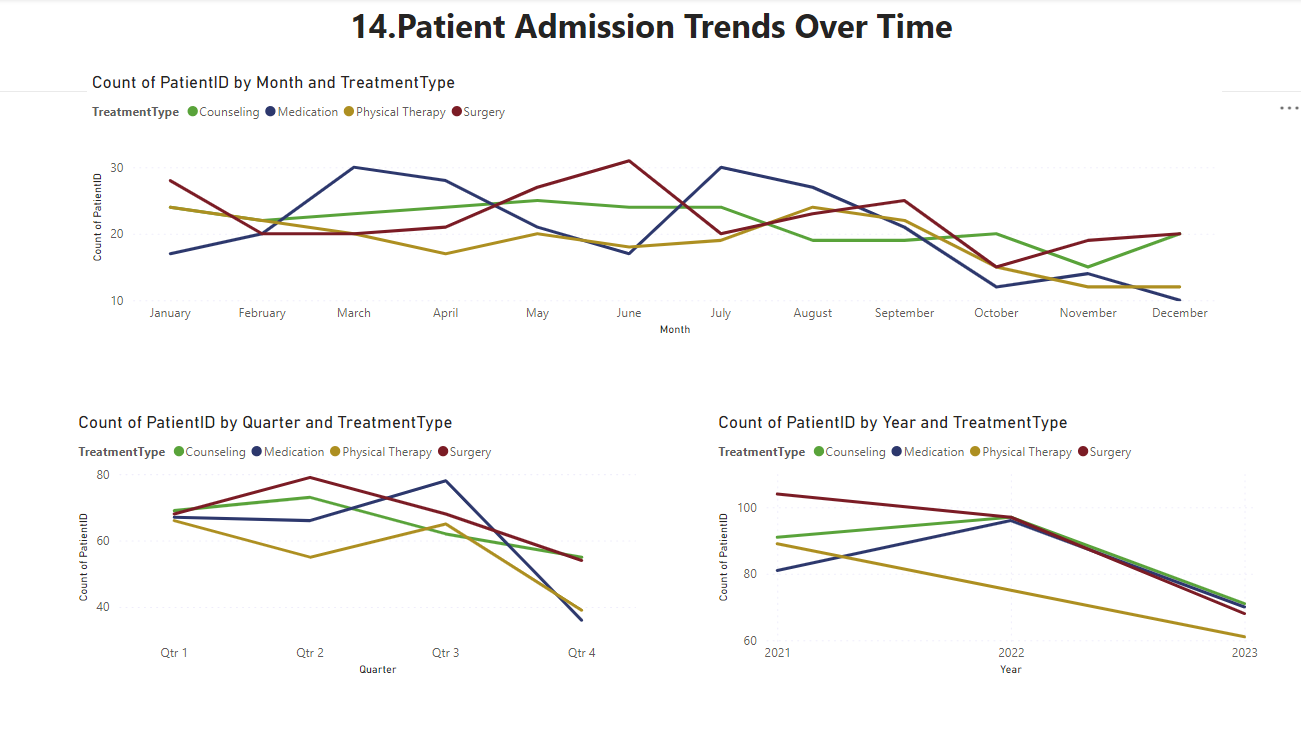 14.Patient Admission Trends Over Time
Count of PatientID by Month and TreatmentType
TreatmentType Counseling Medication Physical Therapy Surgery
30
20
10
Count of PatientID
January February March April May June July August September October November December
Month
Count of PatientID by Quarter and TreatmentType
TreatmentType Counseling Medication Physical Therapy Surgery
80
60
40
Count of PatientID
Qtr 1 Qtr 2 Qtr 3 Qtr 4
Quarter
Count of PatientID by Year and TreatmentType
TreatmentType Counseling Medication Physical Therapy Surgery
100
80
60
Count of PatientID
2021 2022 2023
Year